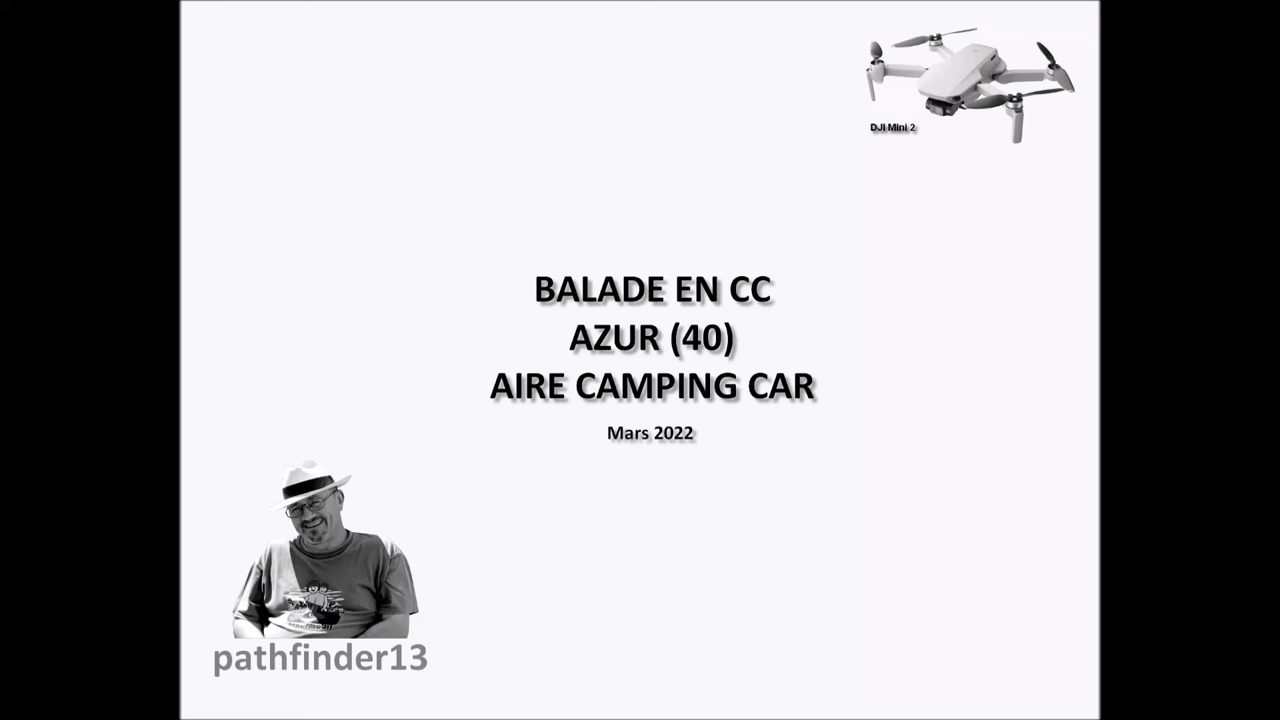 DJI Mini 2
BALADE EN CC
AZUR (40)
AIRE CAMPING CAR
Mars 2022
pathfinder13